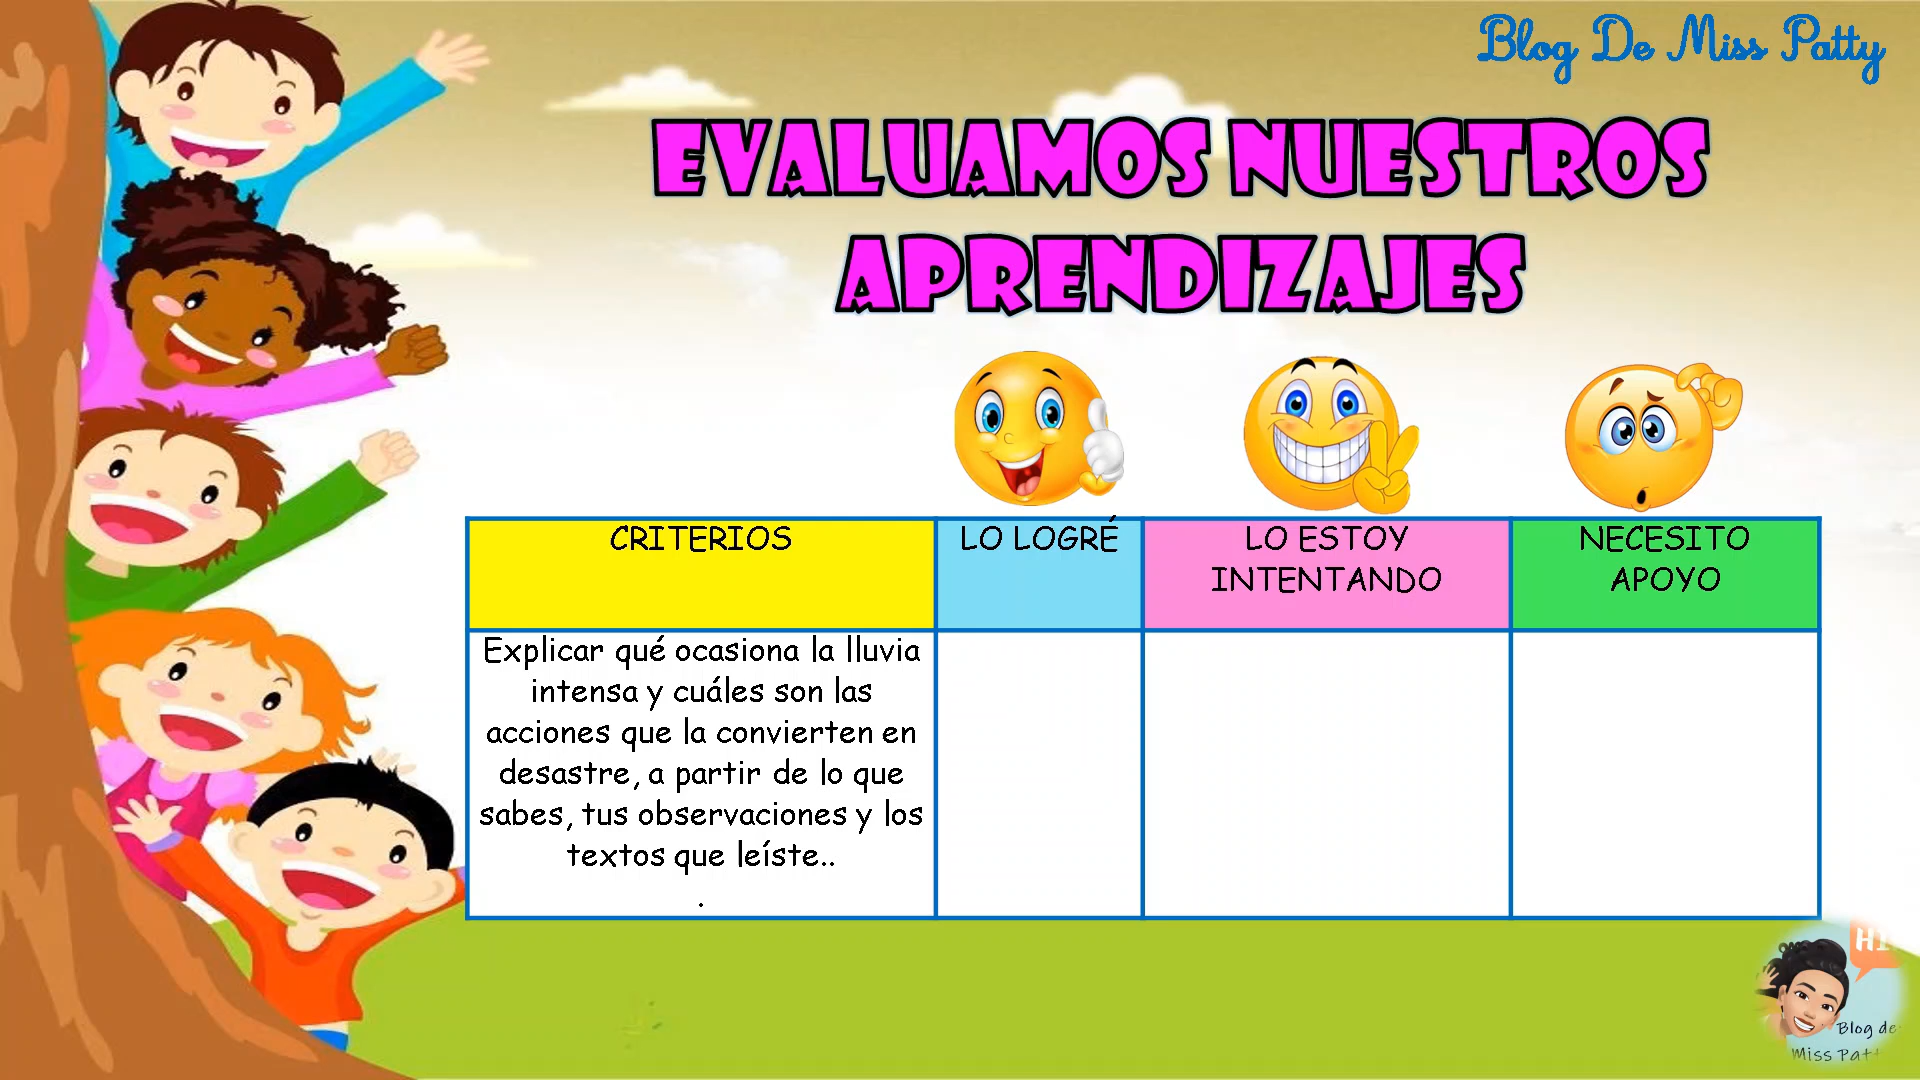 Blog De Miss Patty
EVALUAMOS NUESTROS
APRENDIZAJES
CRITERIOS
LO LOGRÉ
LO ESTOY
INTENTANDO
NECESITO
APOYO
Explicar qué ocasiona la lluvia
intensa y cuáles son las
acciones que la convierten en
desastre, a partir de lo que
sabes, tus observaciones y los
textos que leíste..
.
HI
Blog de
Miss Patt